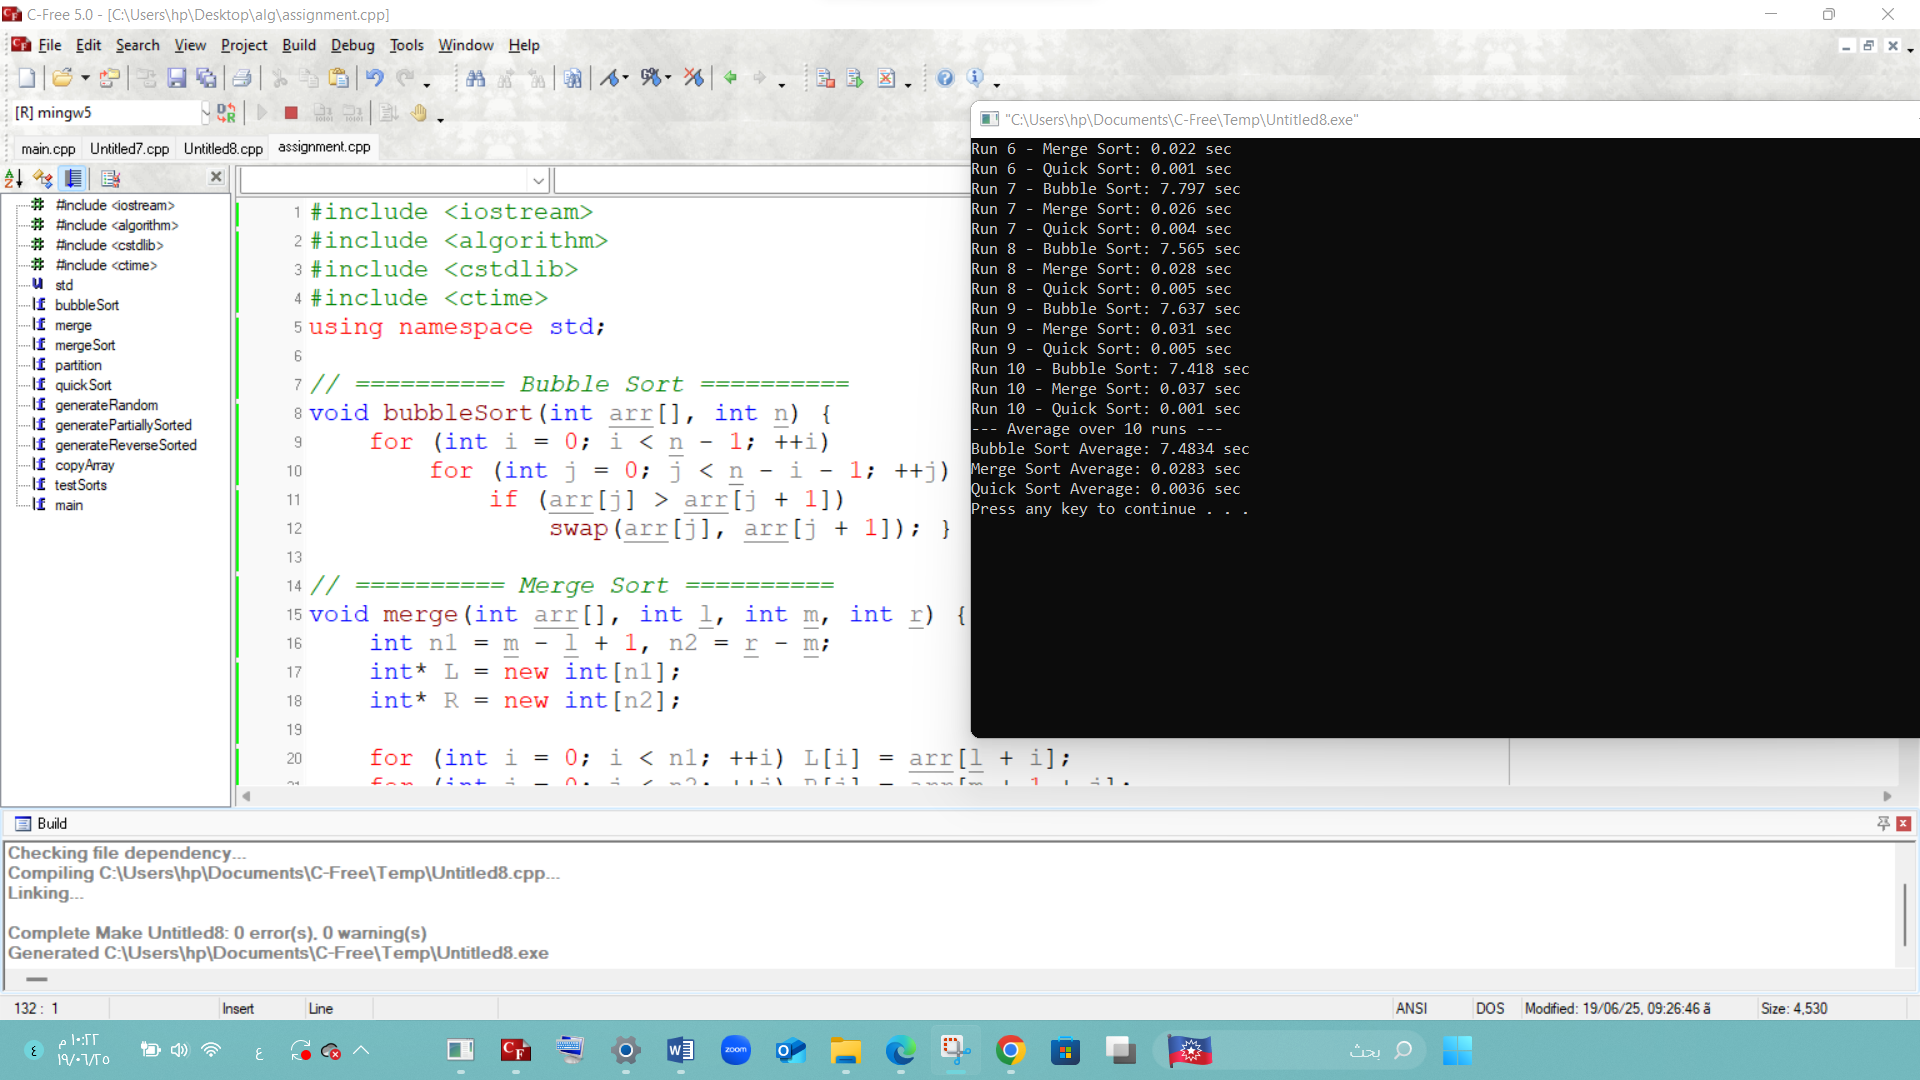 C-Free 5.0 - [C:\Users\hp\Desktop\alg\assignment.cpp]
File Edit Search View Project Build Debug Tools Window Help
[R] mingw5
main.cpp Untitled7.cpp Untitled8.cpp assignment.cpp
#include <iostream>
#include <algorithm>
#include <cstdlib>
#include <ctime>
std
bubbleSort
merge
mergeSort
partition
quickSort
generateRandom
generatePartiallySorted
generateReverseSorted
copyArray
testSorts
main
1 #include <iostream>
2 #include <algorithm>
3 #include <cstdlib>
4 #include <ctime>
5 using namespace std;
6
7 // ========== Bubble Sort ==========
8 void bubbleSort(int arr[], int n) {
9 for (int i = 0; i < n - 1; ++i)
10 for (int j = 0; j < n - i - 1; ++j)
11 if (arr[j] > arr[j + 1])
12 swap(arr[j], arr[j + 1]); }
13
14 // ========== Merge Sort ==========
15 void merge(int arr[], int l, int m, int r) {
16 int n1 = m - l + 1, n2 = r - m;
17 int* L = new int[n1];
18 int* R = new int[n2];
19
20 for (int i = 0; i < n1; ++i) L[i] = arr[l + i];
"C:\Users\hp\Documents\C-Free\Temp\Untitled8.exe"
Run 6 - Merge Sort: 0.022 sec
Run 6 - Quick Sort: 0.001 sec
Run 7 - Bubble Sort: 7.797 sec
Run 7 - Merge Sort: 0.026 sec
Run 7 - Quick Sort: 0.004 sec
Run 8 - Bubble Sort: 7.565 sec
Run 8 - Merge Sort: 0.028 sec
Run 8 - Quick Sort: 0.005 sec
Run 9 - Bubble Sort: 7.637 sec
Run 9 - Merge Sort: 0.031 sec
Run 9 - Quick Sort: 0.005 sec
Run 10 - Bubble Sort: 7.418 sec
Run 10 - Merge Sort: 0.037 sec
Run 10 - Quick Sort: 0.001 sec
--- Average over 10 runs ---
Bubble Sort Average: 7.4834 sec
Merge Sort Average: 0.0283 sec
Quick Sort Average: 0.0036 sec
Press any key to continue . . .
Build
Checking file dependency...
Compiling C:\Users\hp\Documents\C-Free\Temp\Untitled8.cpp...
Linking...
Complete Make Untitled8: 0 error(s), 0 warning(s)
Generated C:\Users\hp\Documents\C-Free\Temp\Untitled8.exe
132 : 1 Insert Line ANSI DOS Modified: 19/06/25, 09:26:46 ã Size: 4,530
٤
١٠:٢٢ م
١٩/٠٦/٢٥
ع
zoom
بحث